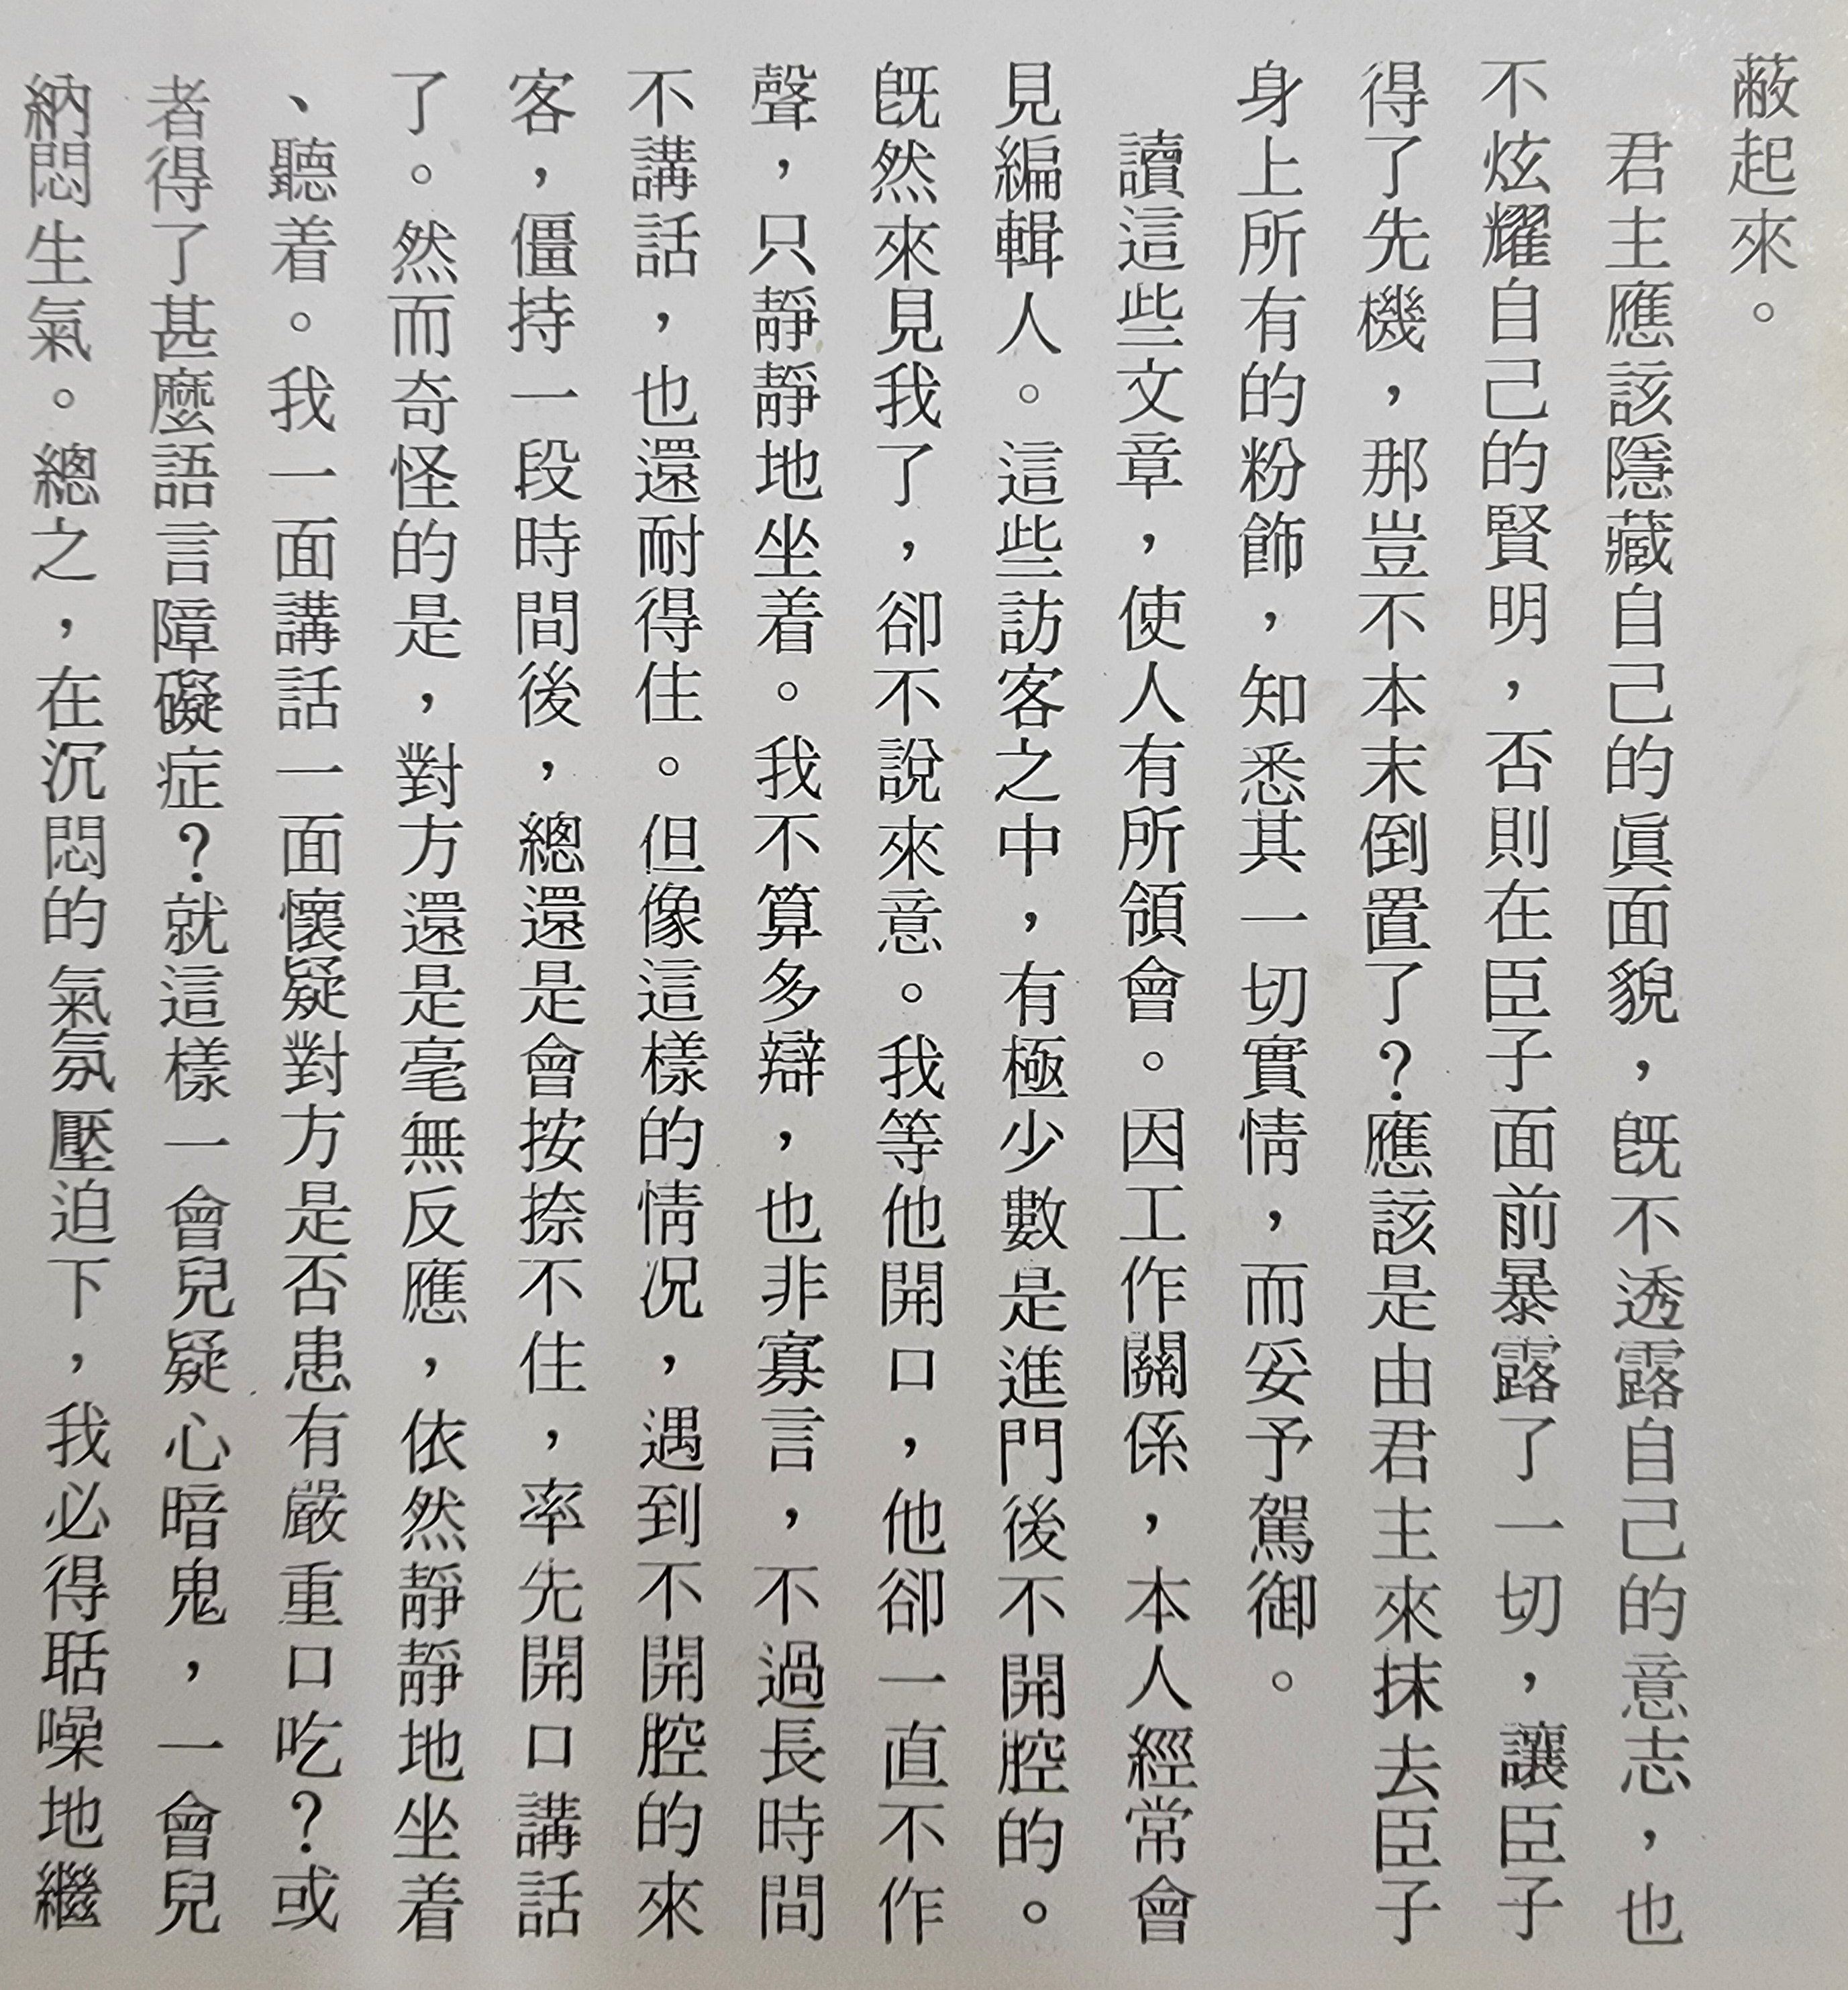 蔽起來。
君主應該隱藏自己的眞面貌，既不透露自己的意志，也
不炫耀自己的賢明，否則在臣子面前暴露了一切，讓臣子
得了先機，那豈不本末倒置了？應該是由君主來抹去臣子
身上所有的粉飾，知悉其一切實情，而妥予駕御。
讀這些文章，使人有所領會。因工作關係，本人經常會
見編輯人。這些訪客之中，有極少數是進門後不開腔的。
既然來見我了，卻不說來意。我等他開口，他卻一直不作
聲，只靜靜地坐着。我不算多辯，也非寡言，不過長時間
不講話，也還耐得住。但像這樣的情況，遇到不開腔的來
客，僵持一段時間後，總還是會按捺不住，率先開口講話
了。然而奇怪的是，對方還是毫無反應，依然靜靜地坐着
、聽着。我一面講話一面懷疑對方是否患有嚴重口吃？或
者得了甚麼語言障礙症？就這樣一會兒疑心暗鬼，一會兒
納悶生氣。總之，在沉悶的氣氛壓迫下，我必得聒噪地繼